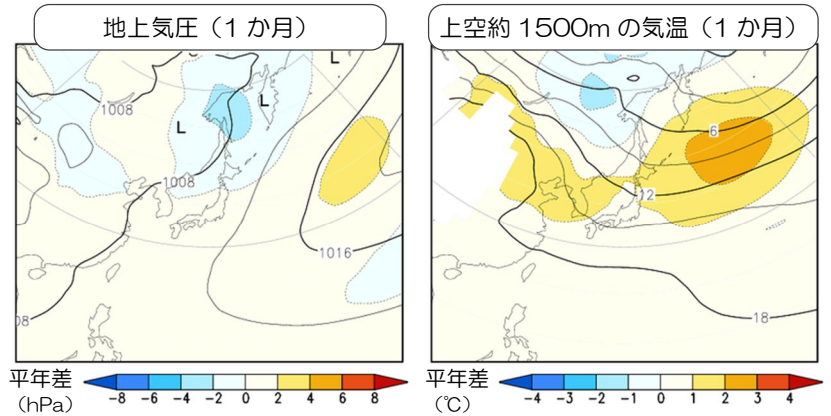 地上気圧（1か月）
L
1008
L
L
1008
1016
08
平年差
（hPa）
-8 -6 -4 -2 0 2 4 6 8
上空約1500mの気温（1か月）
6
12
18
平年差
（℃）
-4 -3 -2 -1 0 1 2 3 4